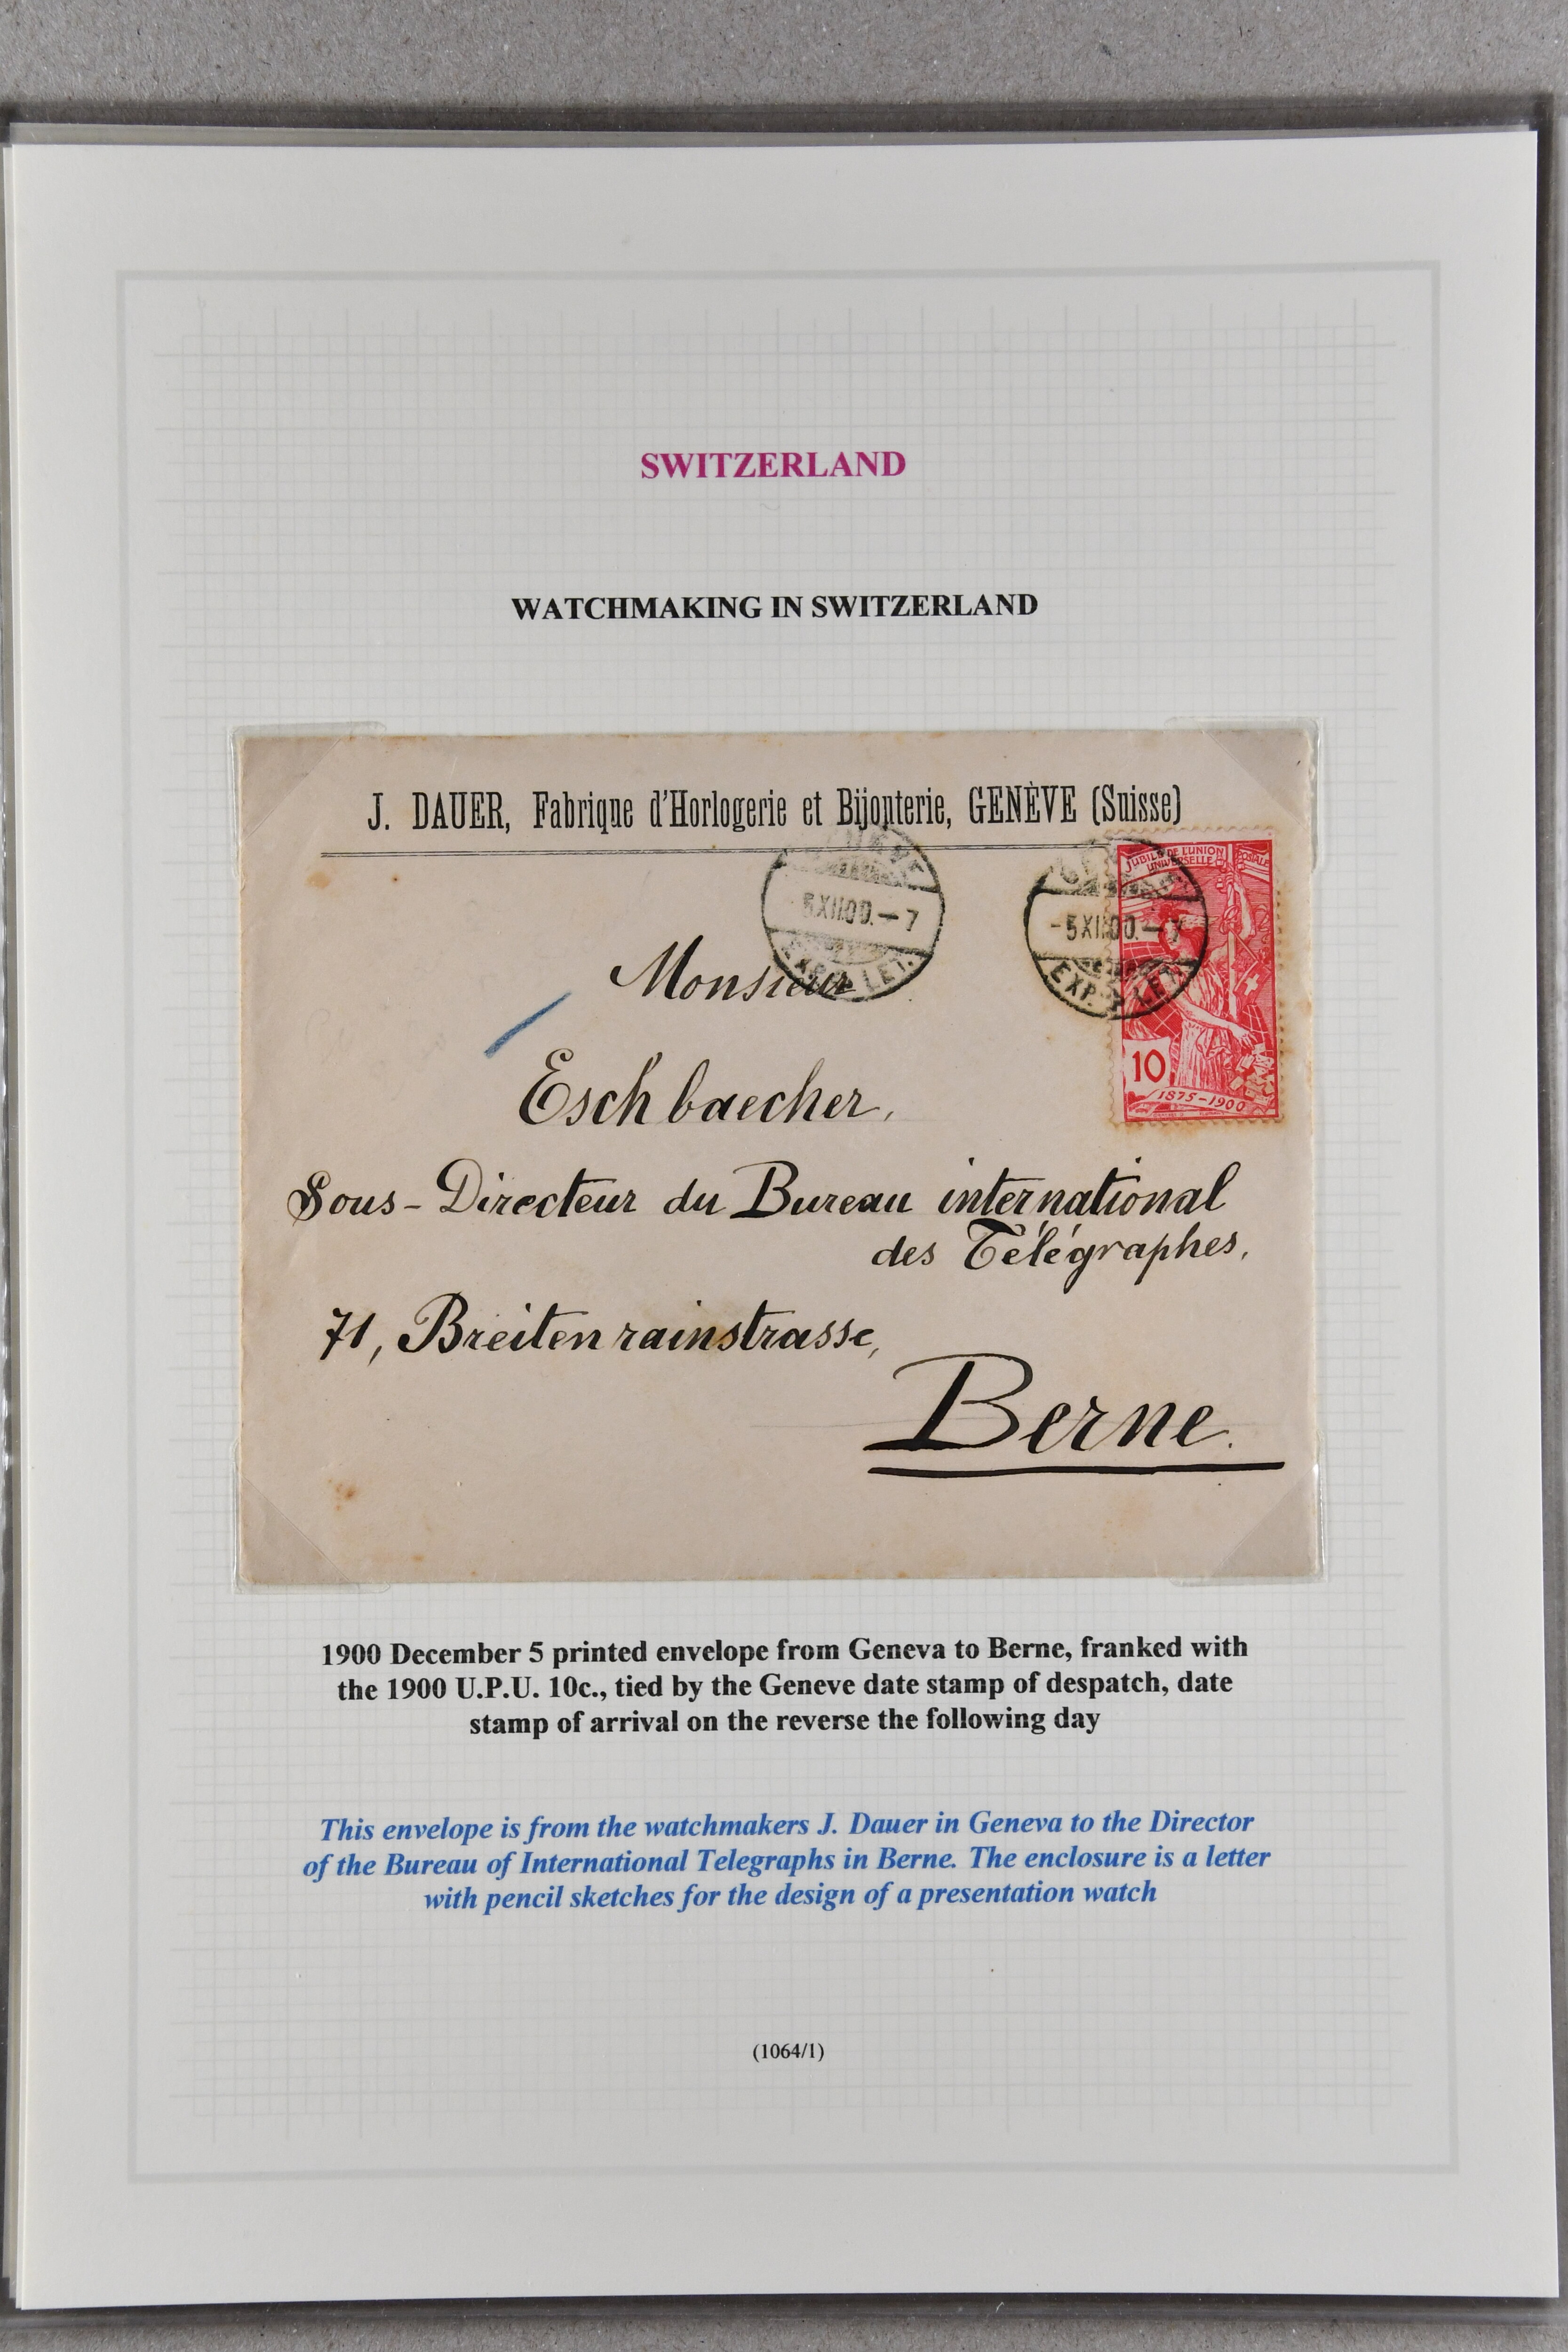 SWITZERLAND
WATCHMAKING IN SWITZERLAND
J. DAUER, Fabrique d'Horlogerie et Bijouterie, GENÈVE (Suisse)
5 XII 00. — 7
EXP. LET.
-5 XII 00. — 7
EXP. LET.
JUBILÉ DE L'UNION POSTALE
UNIVERSELLE
10
1875-1900
Monsieur
Eschbaecher,
Sous-Directeur du Bureau international
des Télégraphes,
71, Breitenrainstrasse,
Berne.
1900 December 5 printed envelope from Geneva to Berne, franked with
the 1900 U.P.U. 10c., tied by the Geneve date stamp of despatch, date
stamp of arrival on the reverse the following day
This envelope is from the watchmakers J. Dauer in Geneva to the Director
of the Bureau of International Telegraphs in Berne. The enclosure is a letter
with pencil sketches for the design of a presentation watch
(1064/1)